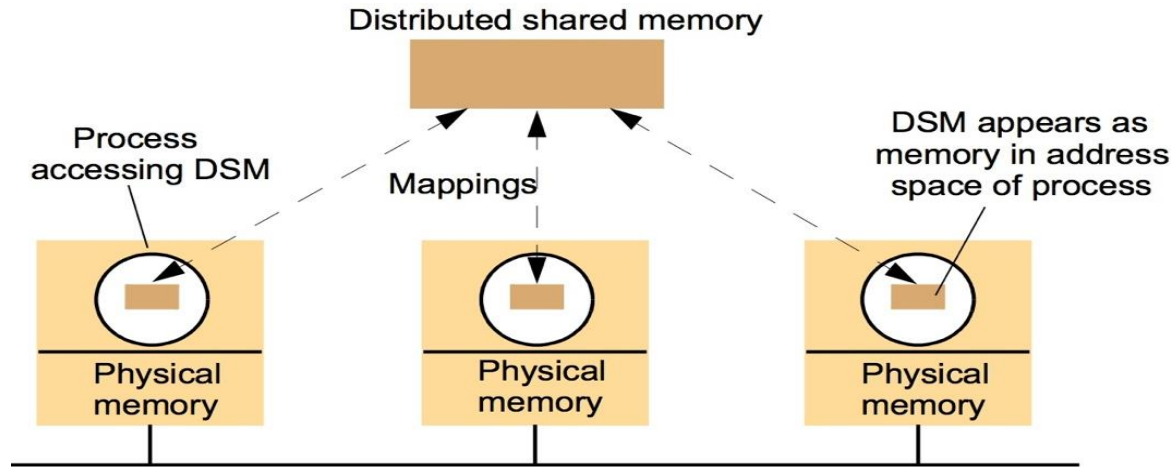 Distributed shared memory
Process
accessing DSM
Mappings
DSM appears as
memory in address
space of process
Physical
memory
Physical
memory
Physical
memory